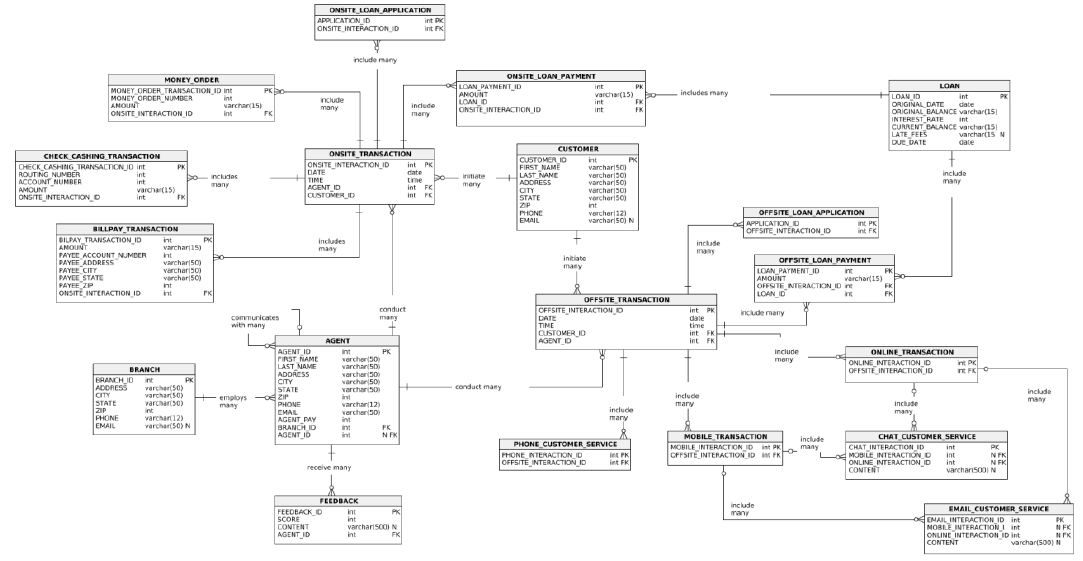 ONSITE_LOAN_APPLICATION
APPLICATION_ID int PK
ONSITE_INTERACTION_ID int FK
include many
MONEY_ORDER
MONEY_ORDER_TRANSACTION_ID int PK
MONEY_ORDER_NUMBER int
AMOUNT varchar(15)
ONSITE_INTERACTION_ID int FK
include
many
include
many
ONSITE_LOAN_PAYMENT
LOAN_PAYMENT_ID int PK
AMOUNT varchar(15)
LOAN_ID int FK
ONSITE_INTERACTION_ID int FK
includes many
LOAN
LOAN_ID int PK
ORIGINAL_DATE date
ORIGINAL_BALANCE varchar(15)
INTEREST_RATE int
CURRENT_BALANCE varchar(15)
LATE_FEES varchar(15 N
DUE_DATE date
include
many
CHECK_CASHING_TRANSACTION
CHECK_CASHING_TRANSACTION_ID int PK
ROUTING_NUMBER int
ACCOUNT_NUMBER int
AMOUNT varchar(15)
ONSITE_INTERACTION_ID int FK
includes
many
ONSITE_TRANSACTION
ONSITE_INTERACTION_ID int PK
DATE date
TIME time
AGENT_ID int FK
CUSTOMER_ID int FK
initiate
many
CUSTOMER
CUSTOMER_ID int PK
FIRST_NAME varchar(50)
LAST_NAME varchar(50)
ADDRESS varchar(50)
CITY varchar(50)
STATE varchar(50)
ZIP int
PHONE varchar(12)
EMAIL varchar(50) N
initiate
many
BILLPAY_TRANSACTION
BILPAY_TRANSACTION_ID int PK
AMOUNT varchar(15)
PAYEE_ACCOUNT_NUMBER int
PAYEE_ADDRESS varchar(50)
PAYEE_CITY varchar(50)
PAYEE_STATE varchar(50)
PAYEE_ZIP int
ONSITE_INTERACTION_ID int FK
includes
many
OFFSITE_LOAN_APPLICATION
APPLICATION_ID int PK
OFFSITE_INTERACTION_ID int FK
include
many
OFFSITE_LOAN_PAYMENT
LOAN_PAYMENT_ID int PK
AMOUNT varchar(15)
OFFSITE_INTERACTION_ID int FK
LOAN_ID int FK
include many
OFFSITE_TRANSACTION
OFFSITE_INTERACTION_ID int PK
DATE date
TIME time
CUSTOMER_ID int FK
AGENT_ID int FK
communicates
with many
conduct
many
AGENT
AGENT_ID int PK
FIRST_NAME varchar(50)
LAST_NAME varchar(50)
ADDRESS varchar(50)
CITY varchar(50)
STATE varchar(50)
ZIP int
PHONE varchar(12)
EMAIL varchar(50)
AGENT_PAY int
BRANCH_ID int FK
AGENT_ID int N FK
conduct many
BRANCH
BRANCH_ID int PK
ADDRESS varchar(50)
CITY varchar(50)
STATE varchar(50)
ZIP int
PHONE varchar(12)
EMAIL varchar(50) N
employs
many
include
many
ONLINE_TRANSACTION
ONLINE_INTERACTION_ID int PK
OFFSITE_INTERACTION_ID int FK
include
many
include
many
include
many
include
many
PHONE_CUSTOMER_SERVICE
PHONE_INTERACTION_ID int PK
OFFSITE_INTERACTION_ID int FK
MOBILE_TRANSACTION
MOBILE_INTERACTION_ID int PK
OFFSITE_INTERACTION_ID int FK
include
many
CHAT_CUSTOMER_SERVICE
CHAT_INTERACTION_ID int PK
MOBILE_INTERACTION_ID int N FK
ONLINE_INTERACTION_ID int N FK
CONTENT varchar(500) N
receive many
FEEDBACK
FEEDBACK_ID int PK
SCORE int
CONTENT varchar(500) N
AGENT_ID int FK
include
many
EMAIL_CUSTOMER_SERVICE
EMAIL_INTERACTION_ID int PK
MOBILE_INTERACTION_I int N FK
ONLINE_INTERACTION_ID int N FK
CONTENT varchar(500) N